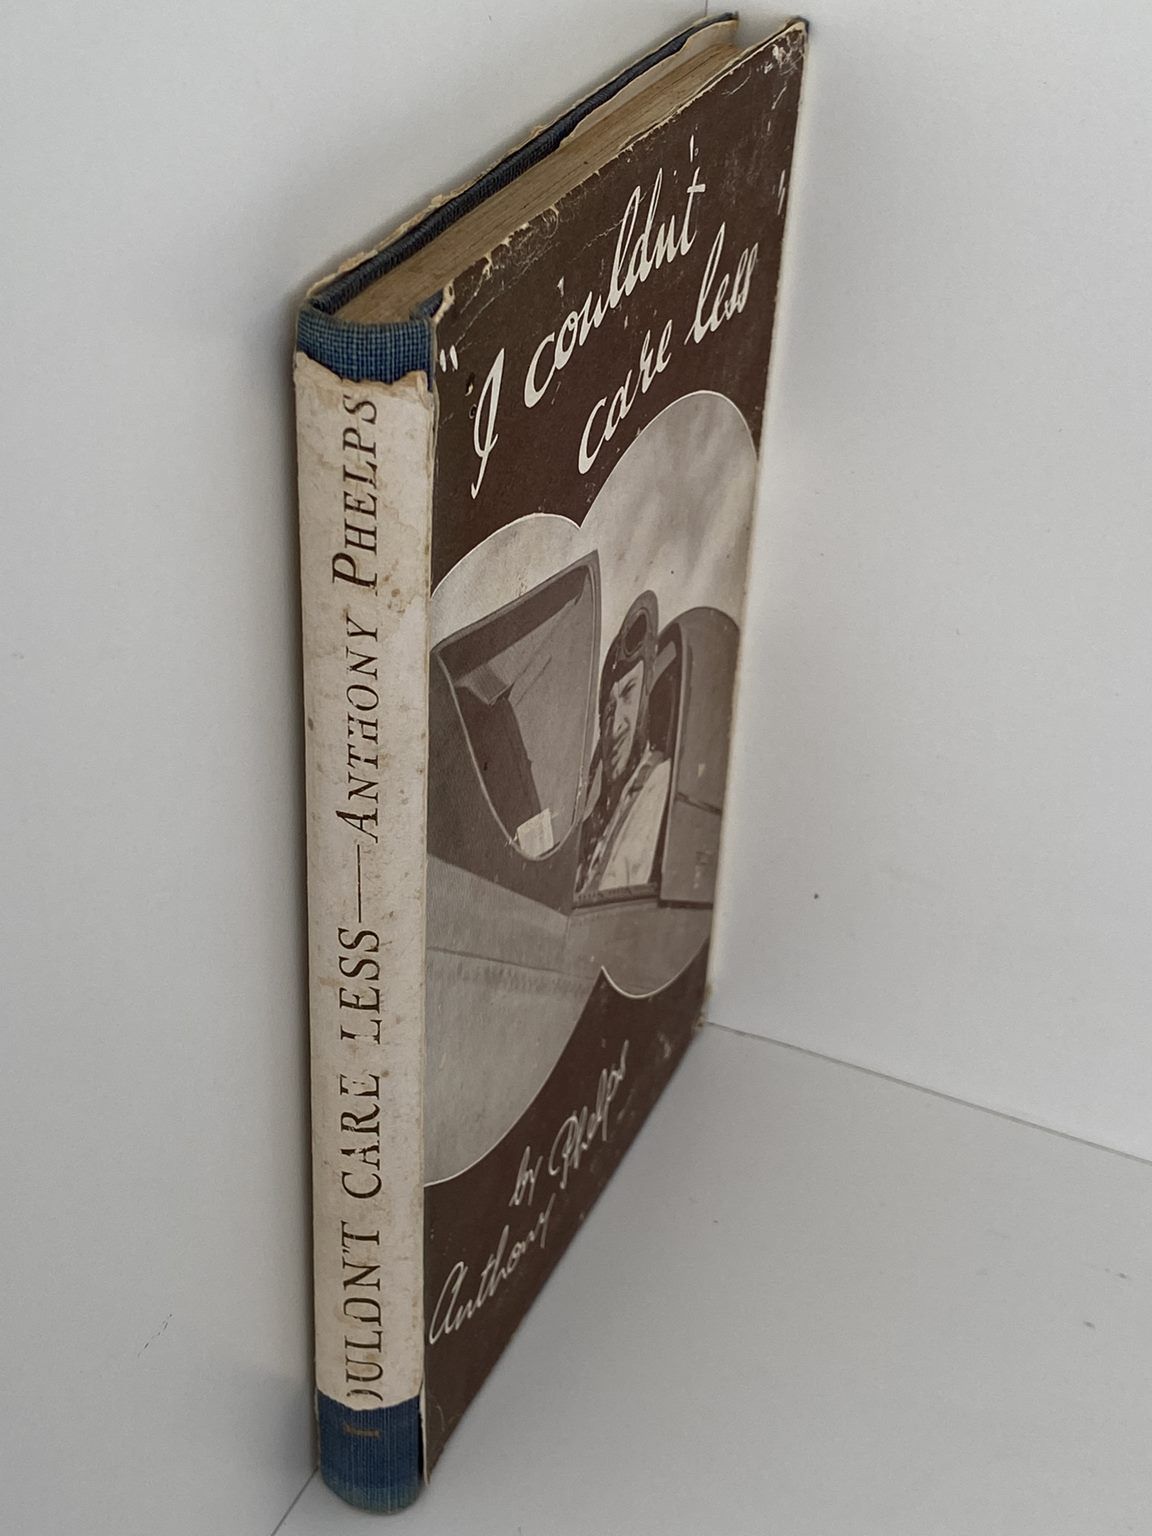 "I couldn't
care less"
by
Anthony Phelps
I
OULDN'T CARE LESS—ANTHONY PHELPS